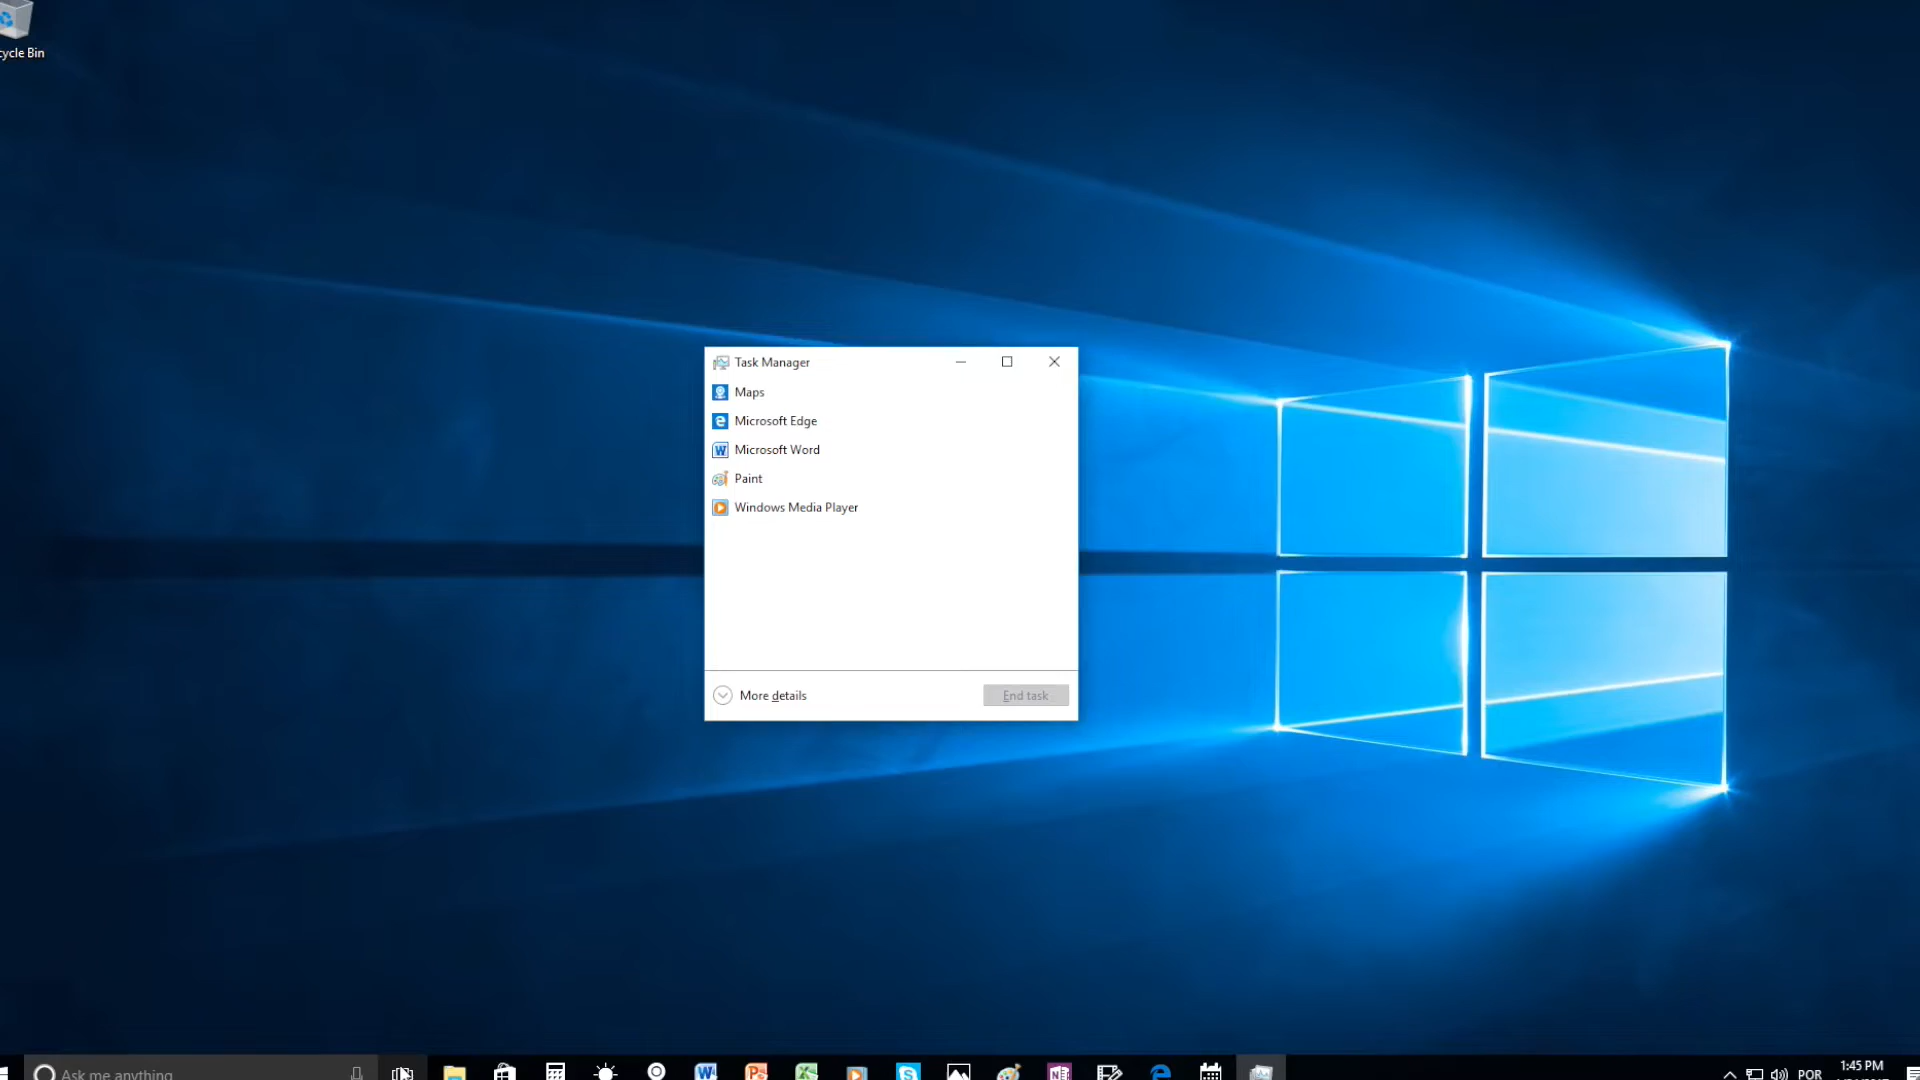 cycle Bin
Task Manager
Maps
Microsoft Edge
Microsoft Word
Paint
Windows Media Player
More details
End task
Ask me anything
POR
1:45 PM